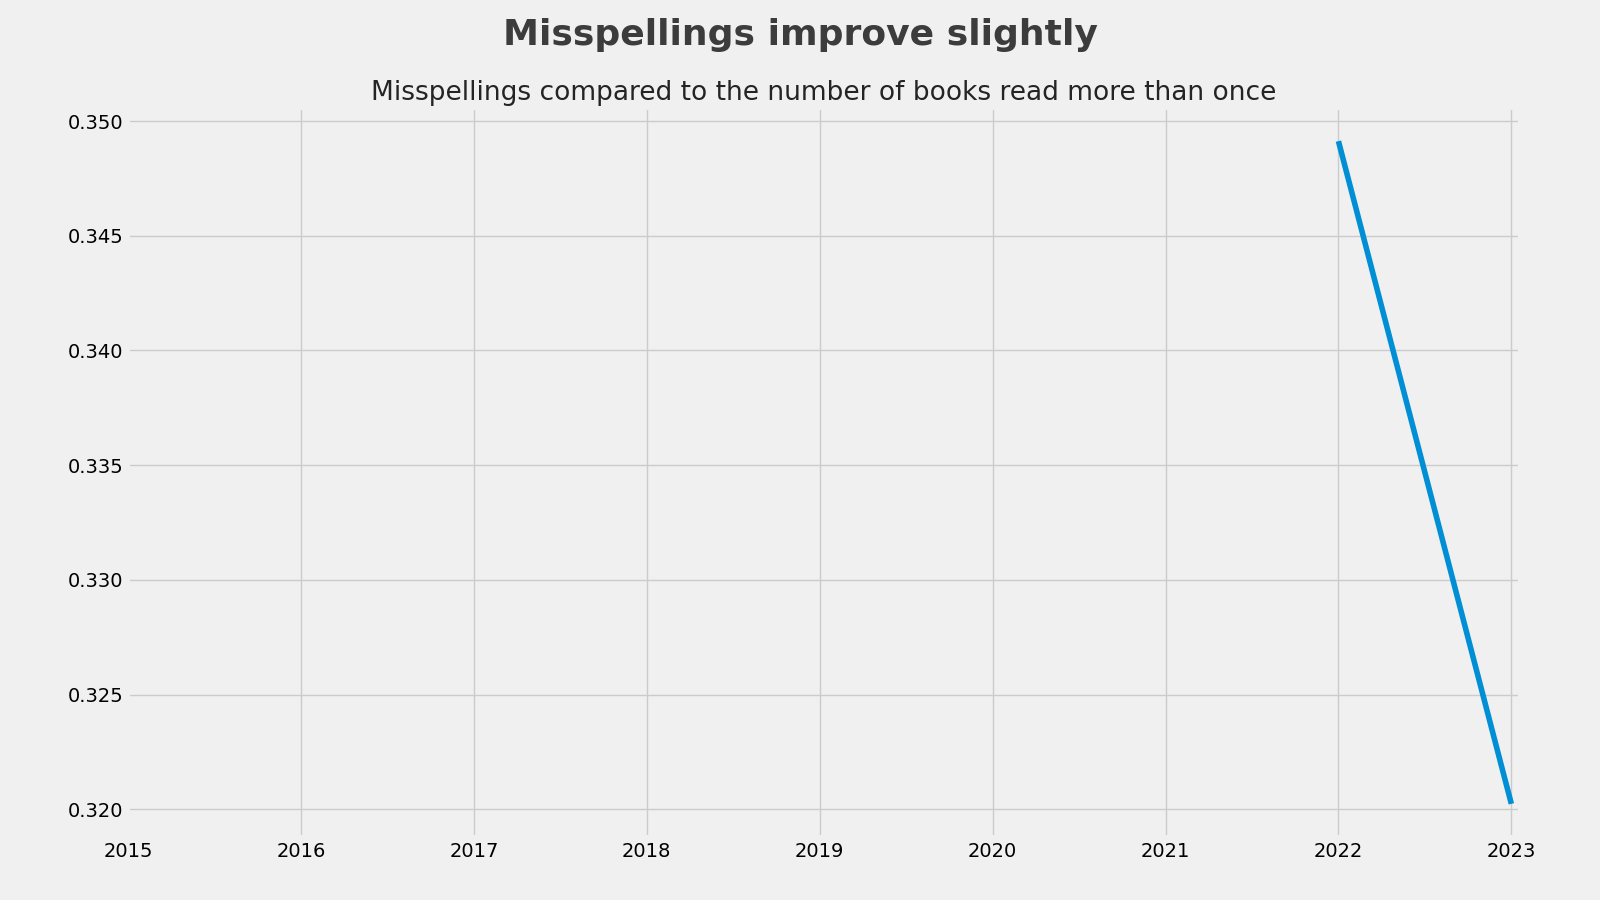 Misspellings improve slightly
Misspellings compared to the number of books read more than once
0.350
0.345
0.340
0.335
0.330
0.325
0.320
2015 2016 2017 2018 2019 2020 2021 2022 2023